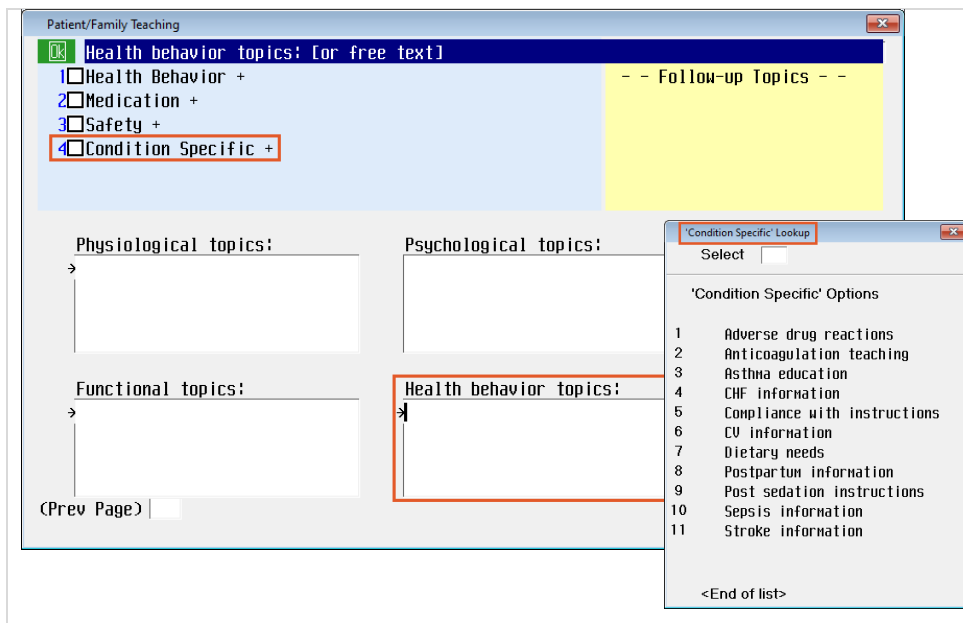 Patient/Family Teaching
Ok Health behavior topics: [or free text]
1 Health Behavior +
2 Medication +
3 Safety +
4 Condition Specific +
- - Follow-up Topics - -
Physiological topics:
Psychological topics:
Functional topics:
Health behavior topics:
(Prev Page)
'Condition Specific' Lookup
Select
'Condition Specific' Options
1 Adverse drug reactions
2 Anticoagulation teaching
3 Asthma education
4 CHF information
5 Compliance with instructions
6 CV information
7 Dietary needs
8 Postpartum information
9 Post sedation instructions
10 Sepsis information
11 Stroke information
<End of list>